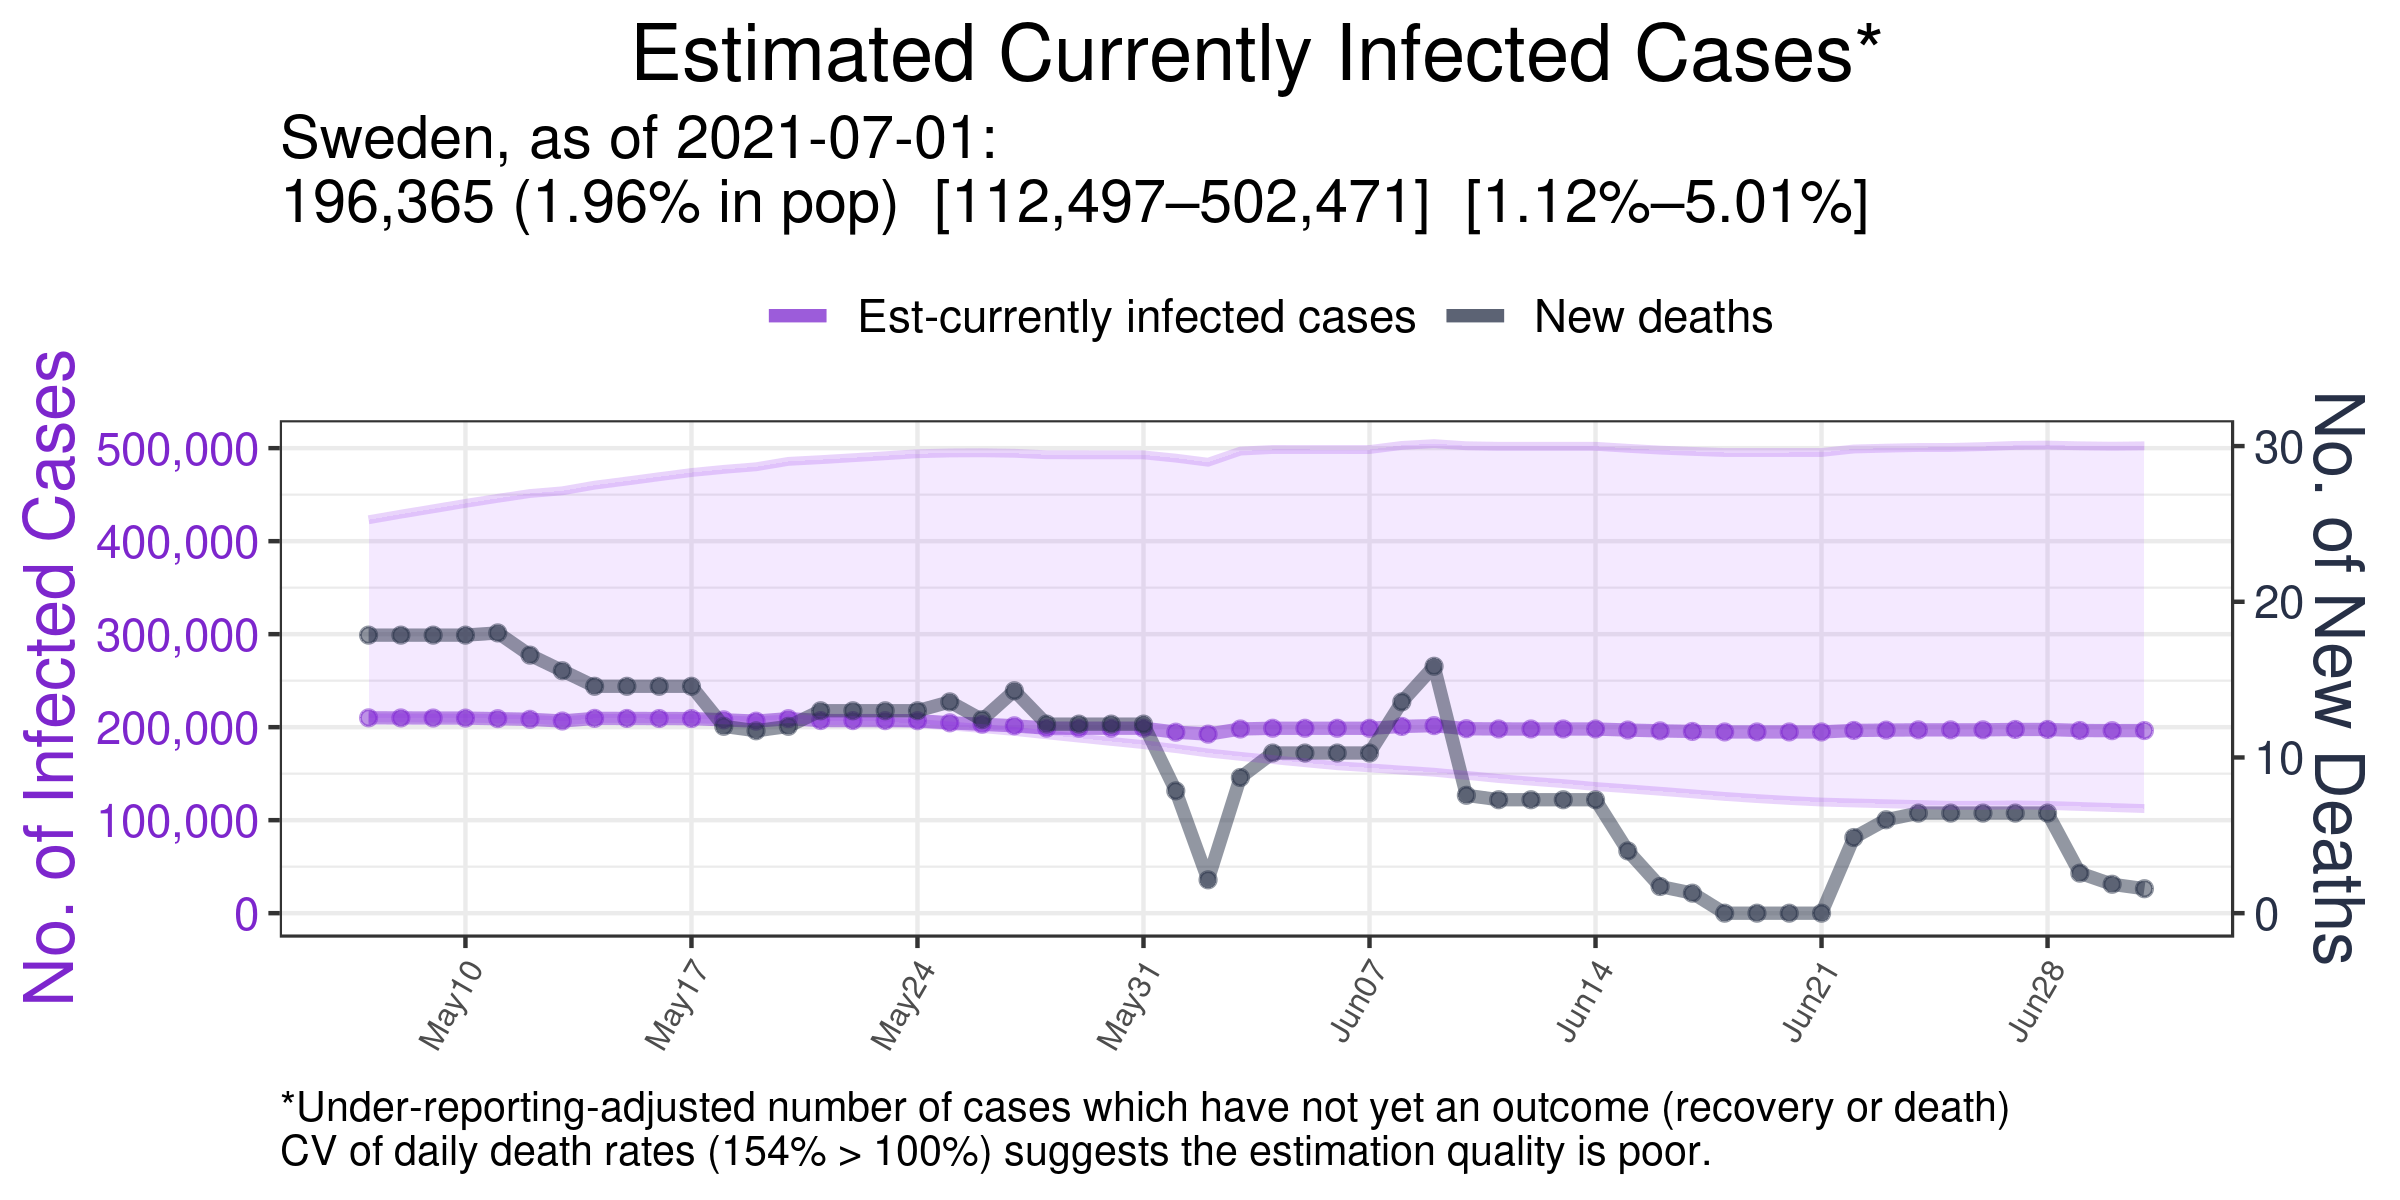 Estimated Currently Infected Cases*
Sweden, as of 2021-07-01:
196,365 (1.96% in pop)  [112,497–502,471]  [1.12%–5.01%]
Est-currently infected cases
New deaths
No. of Infected Cases
500,000
400,000
300,000
200,000
100,000
0
30
20
10
0
No. of New Deaths
May10
May17
May24
May31
Jun07
Jun14
Jun21
Jun28
*Under-reporting-adjusted number of cases which have not yet an outcome (recovery or death)
CV of daily death rates (154% > 100%) suggests the estimation quality is poor.